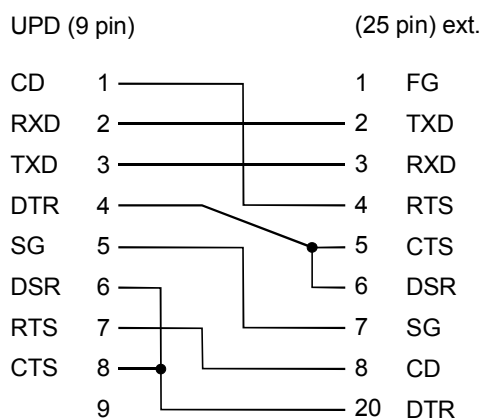 UPD (9 pin) (25 pin) ext.
CD 1 1 FG
RXD 2 2 TXD
TXD 3 3 RXD
DTR 4 4 RTS
SG 5 5 CTS
DSR 6 6 DSR
RTS 7 7 SG
CTS 8 8 CD
9 20 DTR